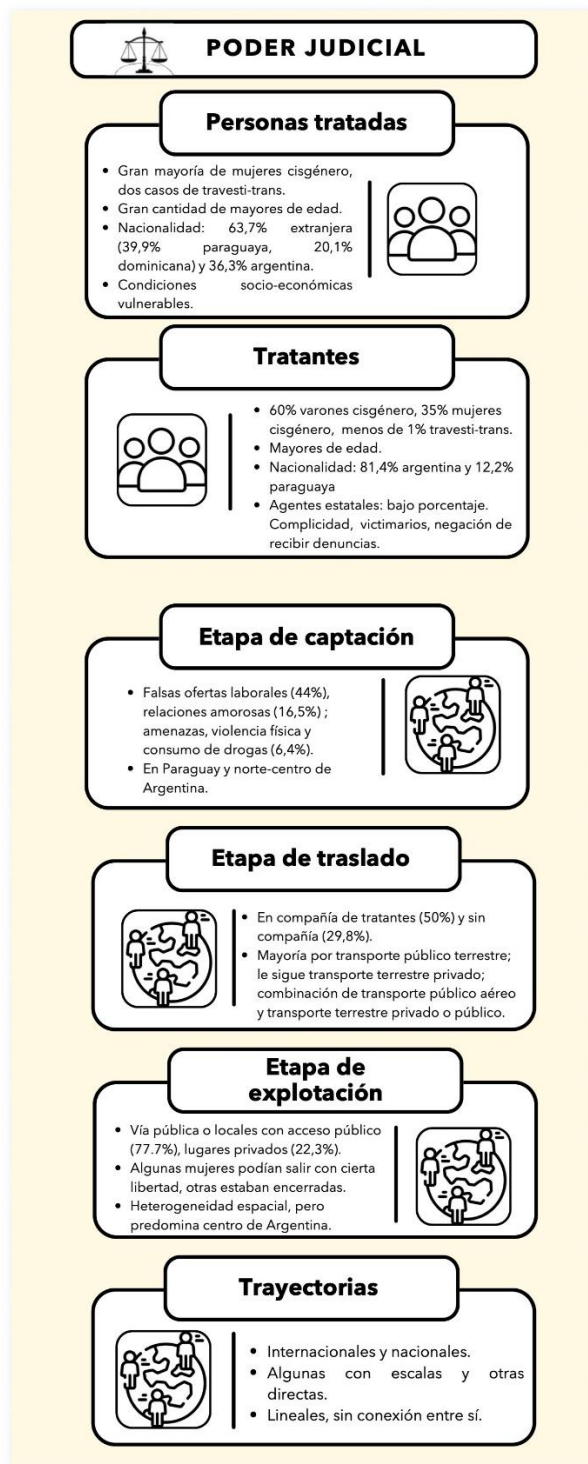 PODER JUDICIAL
Personas tratadas
• Gran mayoría de mujeres cisgénero,
dos casos de travesti-trans.
• Gran cantidad de mayores de edad.
• Nacionalidad: 63,7% extranjera
(39,9% paraguaya, 20,1%
dominicana) y 36,3% argentina.
• Condiciones socio-económicas
vulnerables.
Tratantes
• 60% varones cisgénero, 35% mujeres
cisgénero, menos de 1% travesti-trans.
• Mayores de edad.
• Nacionalidad: 81,4% argentina y 12,2%
paraguaya
• Agentes estatales: bajo porcentaje.
Complicidad, victimarios, negación de
recibir denuncias.
Etapa de captación
• Falsas ofertas laborales (44%),
relaciones amorosas (16,5%) ;
amenazas, violencia física y
consumo de drogas (6,4%).
• En Paraguay y norte-centro de
Argentina.
Etapa de traslado
• En compañía de tratantes (50%) y sin
compañía (29,8%).
• Mayoría por transporte público terrestre;
le sigue transporte terrestre privado;
combinación de transporte público aéreo
y transporte terrestre privado o público.
Etapa de
explotación
• Vía pública o locales con acceso público
(77.7%), lugares privados (22,3%).
• Algunas mujeres podían salir con cierta
libertad, otras estaban encerradas.
• Heterogeneidad espacial, pero
predomina centro de Argentina.
Trayectorias
• Internacionales y nacionales.
• Algunas con escalas y otras
directas.
• Lineales, sin conexión entre sí.